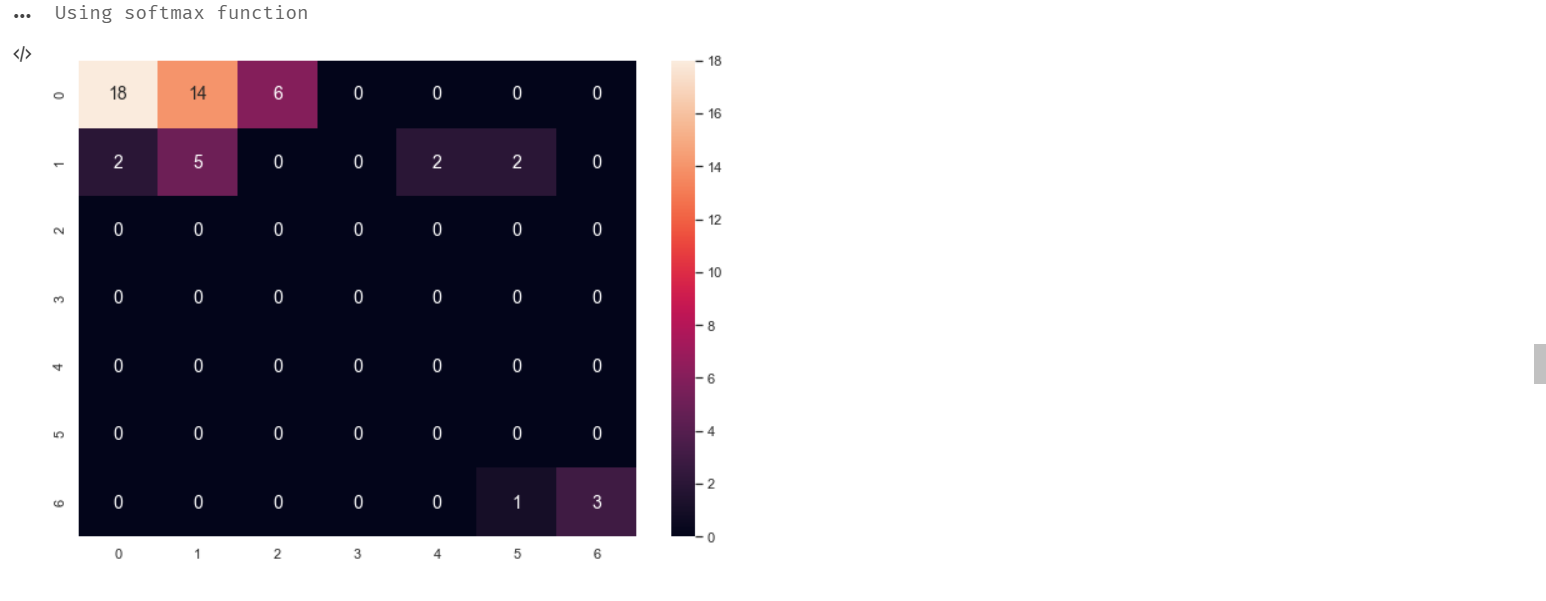 ... Using softmax function
</>
18
0 18 14 6 0 0 0 0
16
1 2 5 0 0 2 2 0
14
2 0 0 0 0 0 0 0
12
3 0 0 0 0 0 0 0
10
8
4 0 0 0 0 0 0 0
6
5 0 0 0 0 0 0 0
4
2
6 0 0 0 0 0 1 3
0
0 1 2 3 4 5 6